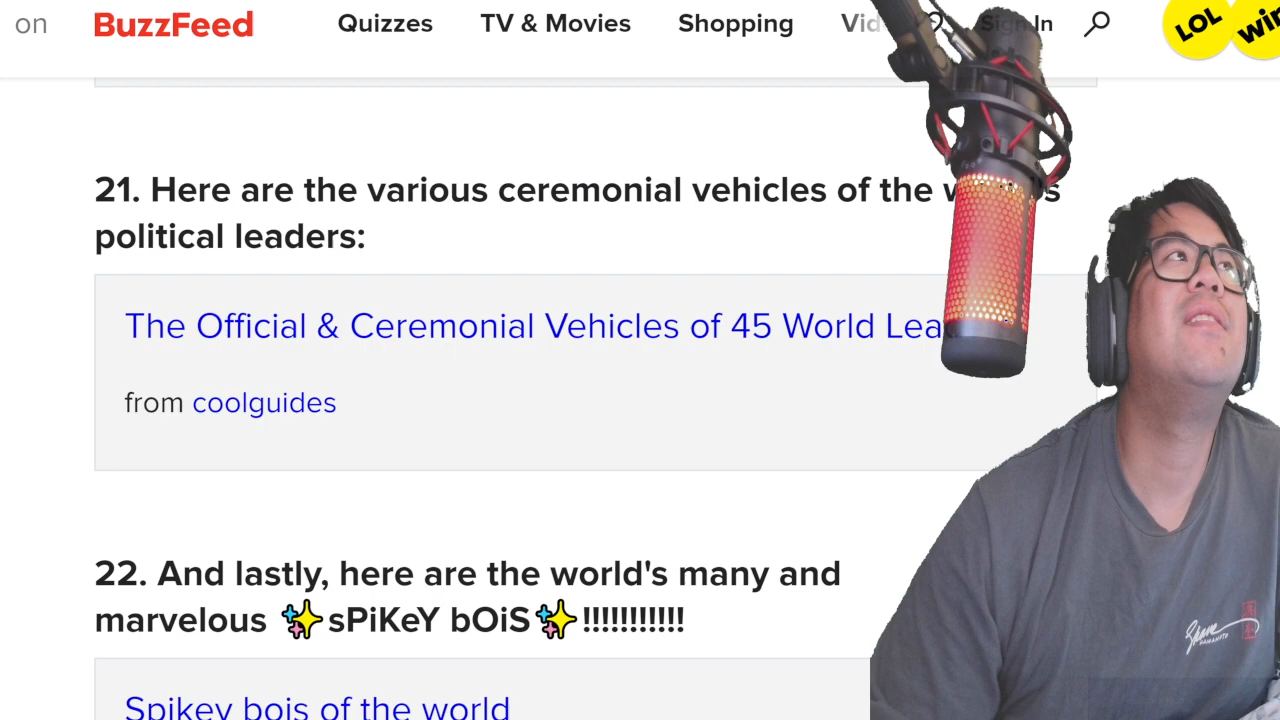 on BuzzFeed Quizzes TV & Movies Shopping Sign In LOL
21. Here are the various ceremonial vehicles of the
political leaders:
The Official & Ceremonial Vehicles of 45 World
from coolguides
22. And lastly, here are the world's many and
marvelous ✨sPiKeY bOiS✨!!!!!!!!!!!
Spikey bois of the world